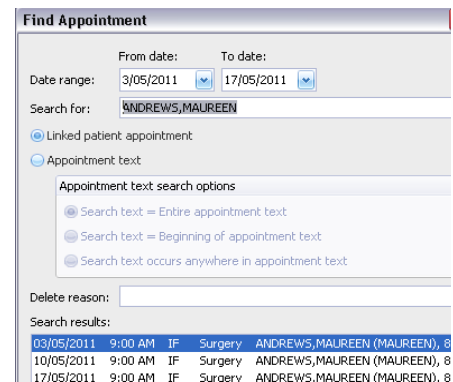 Find Appointment
From date: To date:
Date range: 3/05/2011 17/05/2011
Search for: ANDREWS,MAUREEN
Linked patient appointment
Appointment text
Appointment text search options
Search text = Entire appointment text
Search text = Beginning of appointment text
Search text occurs anywhere in appointment text
Delete reason:
Search results:
03/05/2011 9:00 AM IF Surgery ANDREWS,MAUREEN (MAUREEN), 8
10/05/2011 9:00 AM IF Surgery ANDREWS,MAUREEN (MAUREEN), 8
17/05/2011 9:00 AM IF Surgery ANDREWS,MAUREEN (MAUREEN), 8